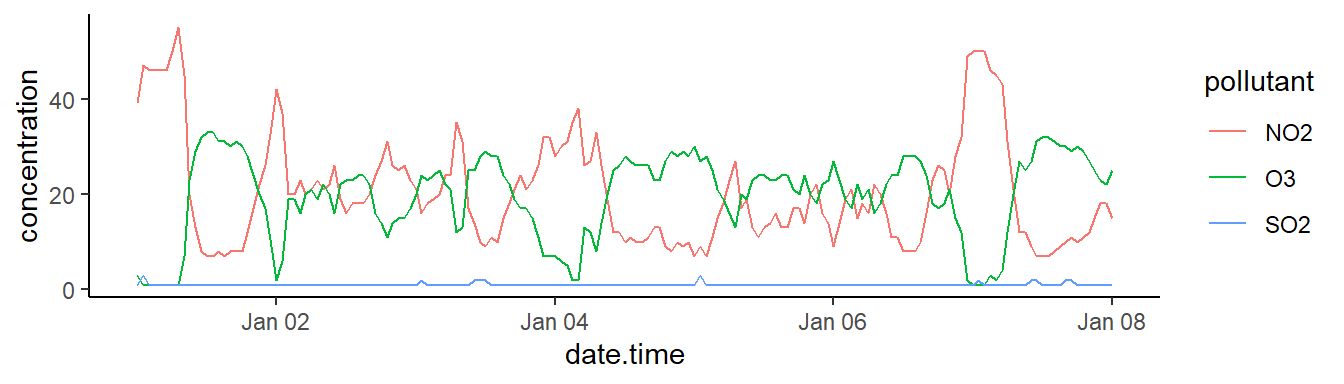 concentration
40
20
0
Jan 02
Jan 04
Jan 06
Jan 08
date.time
pollutant
NO2
O3
SO2